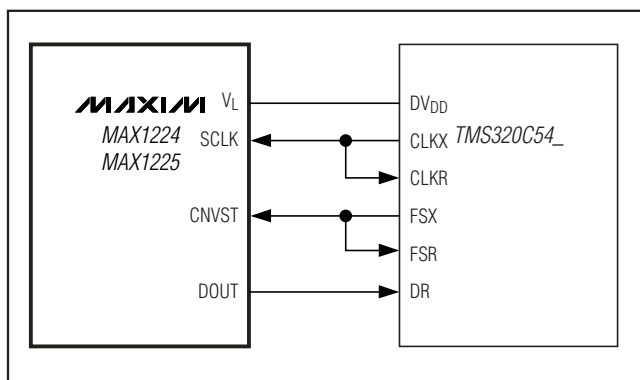 MAXIM
MAX1224
MAX1225
VL
SCLK
CNVST
DOUT
DVDD
CLKX
CLKR
FSX
FSR
DR
TMS320C54_